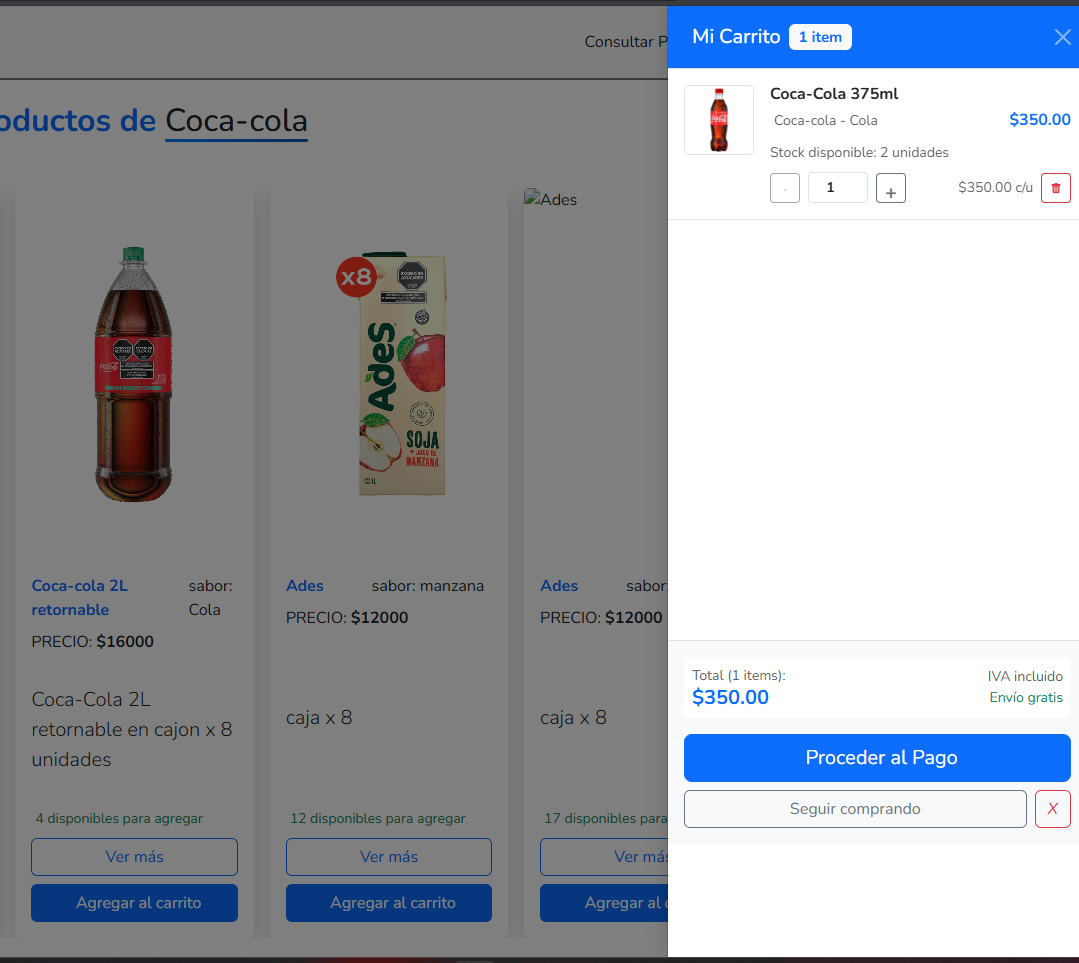 Consultar P
Mi Carrito 1 item
oductos de Coca-cola
Coca-Cola 375ml
Coca-cola - Cola $350.00
Stock disponible: 2 unidades
- 1 + $350.00 c/u
Ades
x8
AdeS
SOJA
+ JUGO DE
MANZANA
Coca-cola 2L
retornable
sabor:
Cola
PRECIO: $16000
Coca-Cola 2L
retornable en cajon x 8
unidades
4 disponibles para agregar
Ver más
Agregar al carrito
Ades sabor: manzana
PRECIO: $12000
caja x 8
12 disponibles para agregar
Ver más
Agregar al carrito
Ades sabor:
PRECIO: $12000
caja x 8
17 disponibles para
Ver más
Agregar al c
Total (1 items): IVA incluido
$350.00 Envío gratis
Proceder al Pago
Seguir comprando X